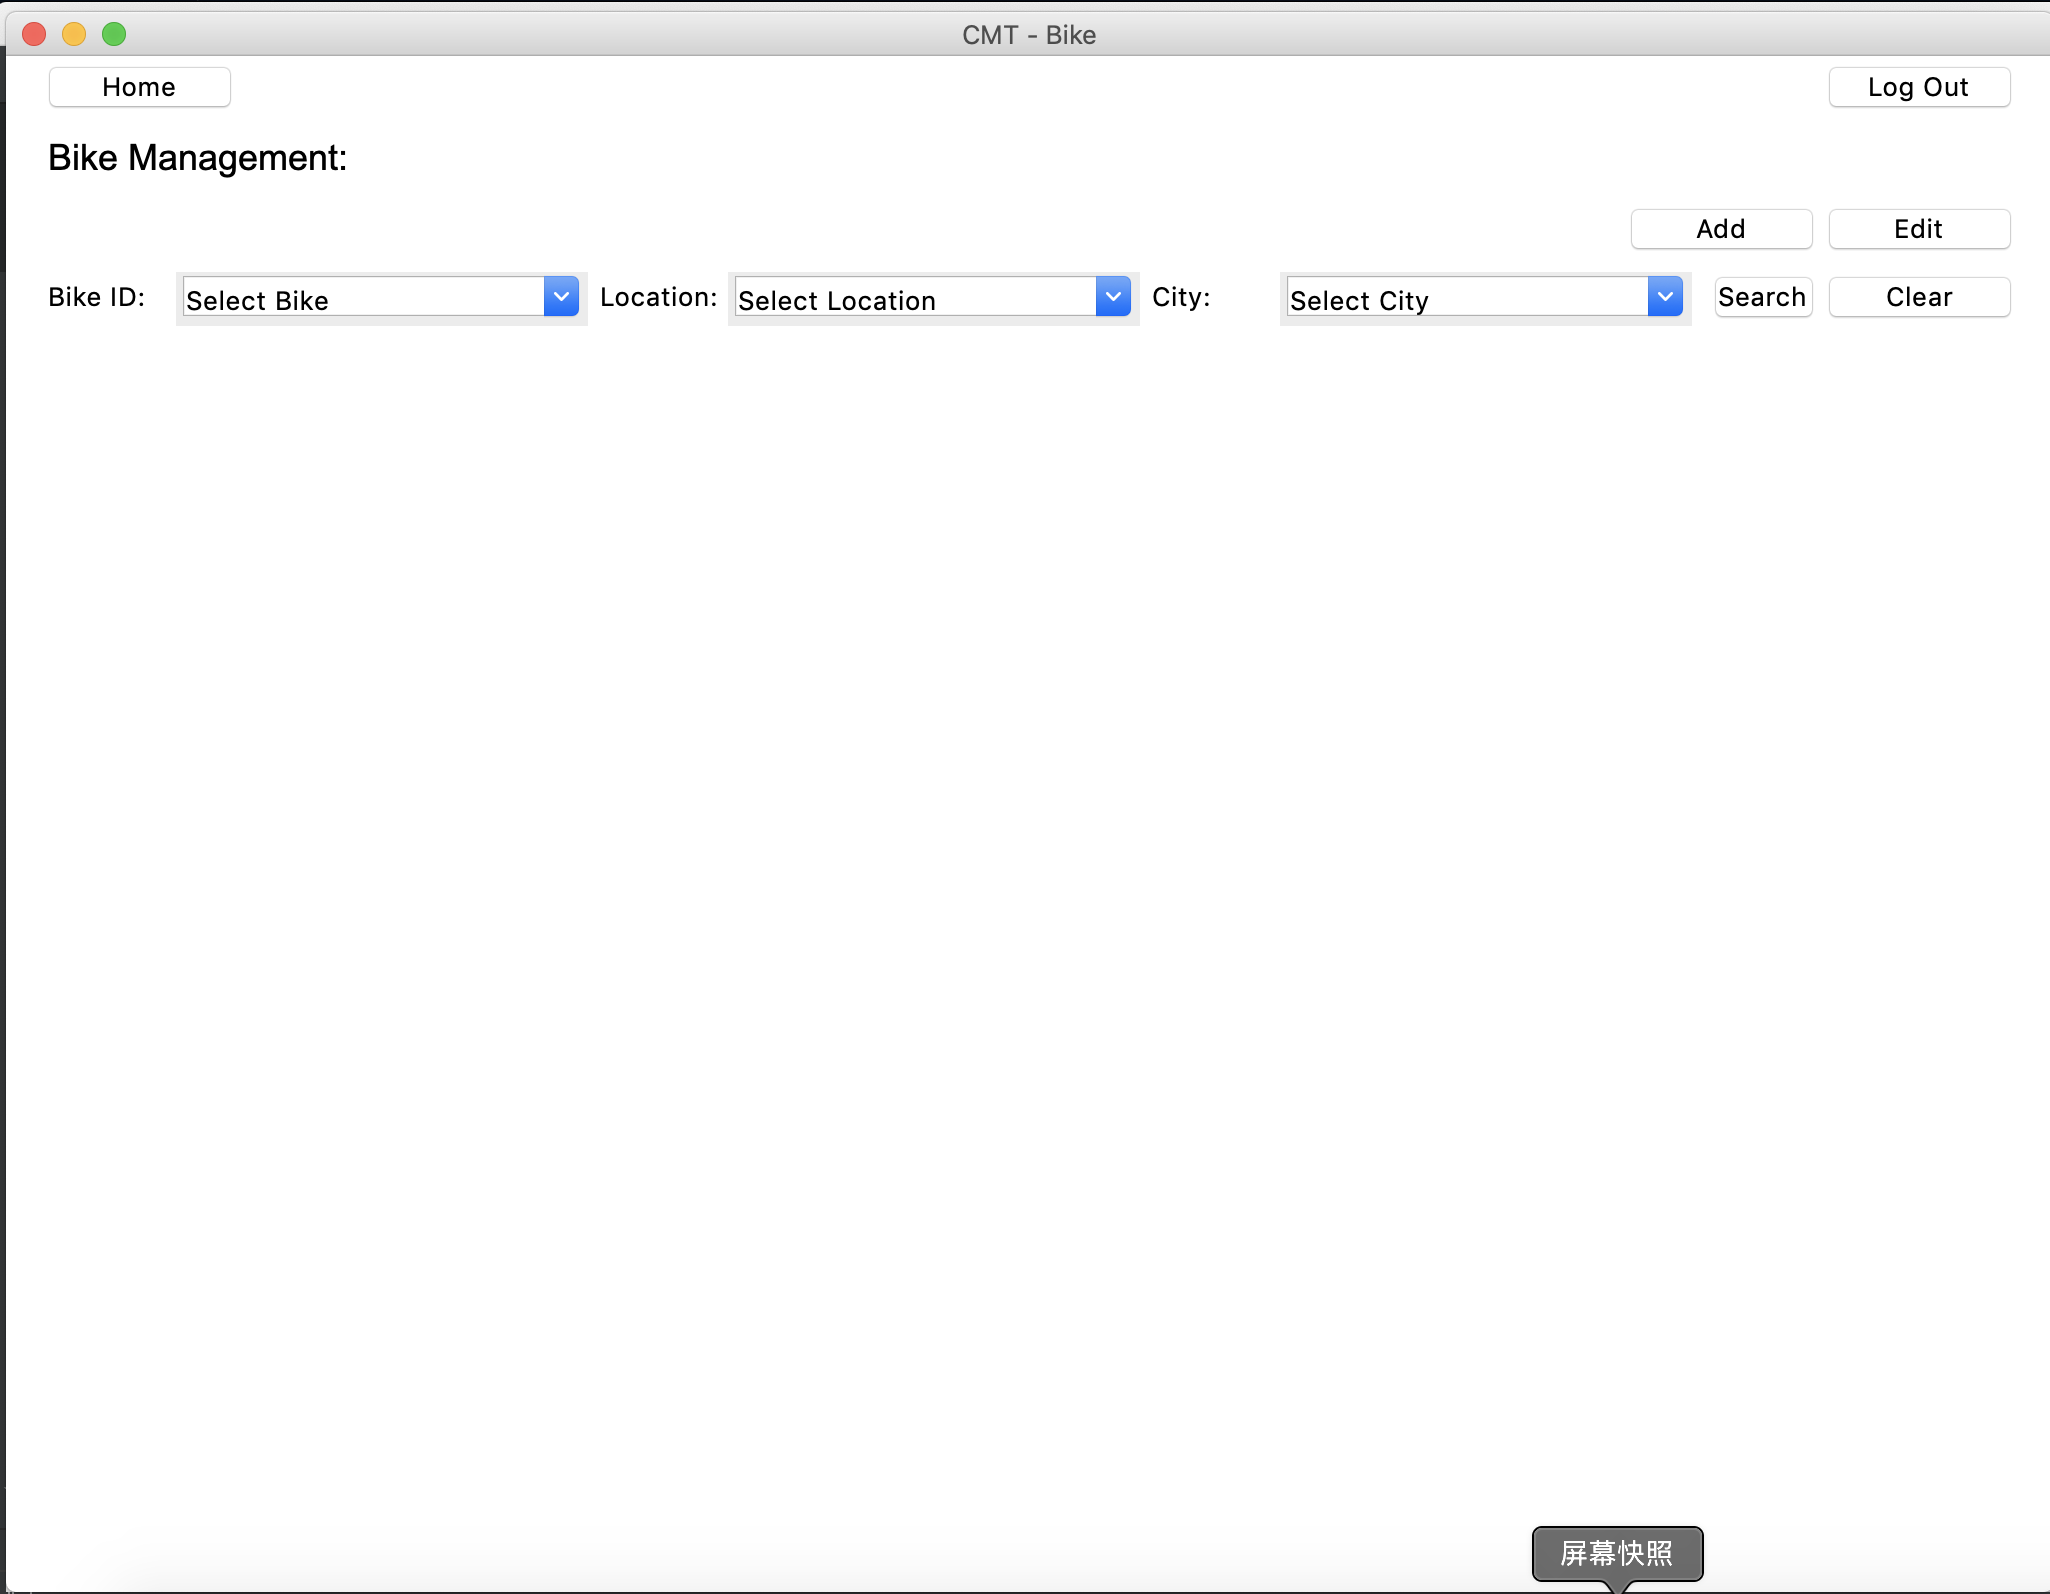 CMT - Bike
Home
Log Out
Bike Management:
Add
Edit
Bike ID:
Select Bike
Location:
Select Location
City:
Select City
Search
Clear
屏幕快照